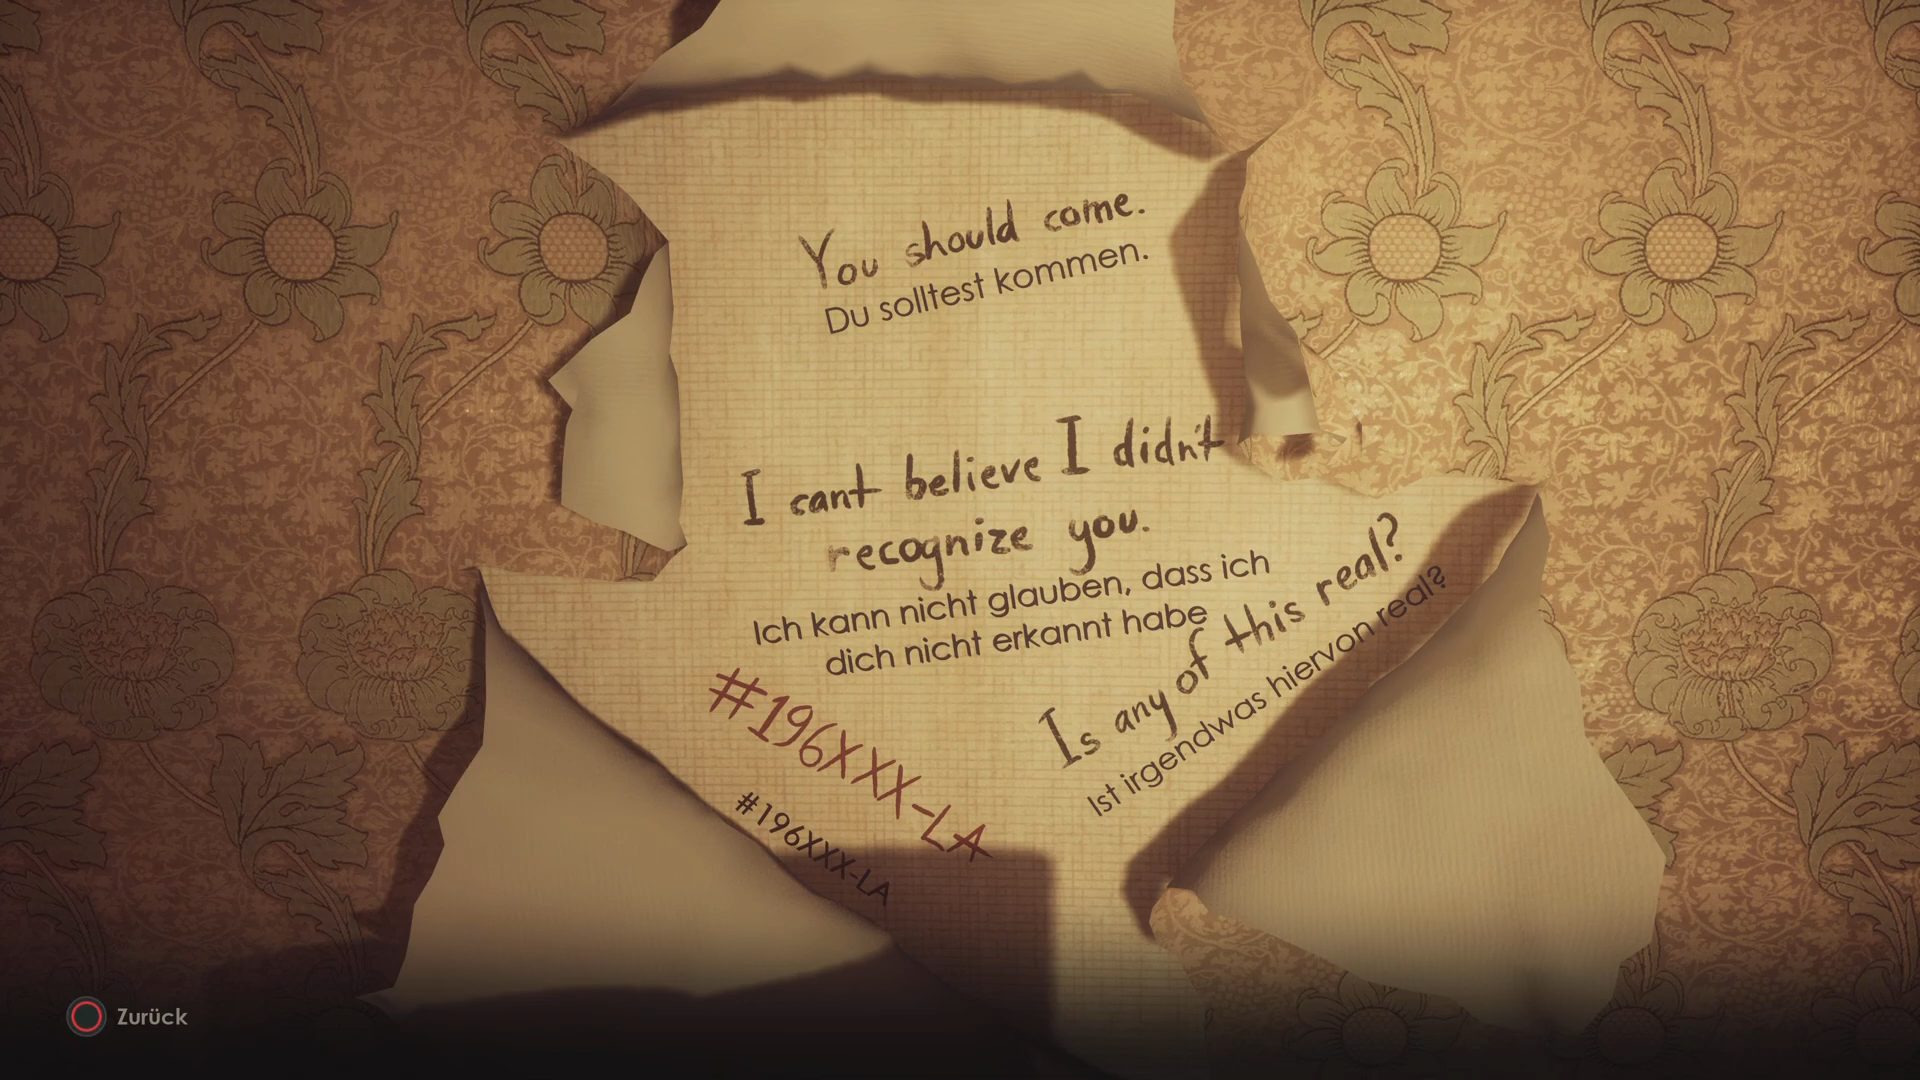 You should come.
Du solltest kommen.
I cant believe I didn't
recognize you.
Ich kann nicht glauben, dass ich
dich nicht erkannt habe
Is any of this real?
Ist irgendwas hiervon real?
#196XXX-LA
#196XXX-LA
Zurück